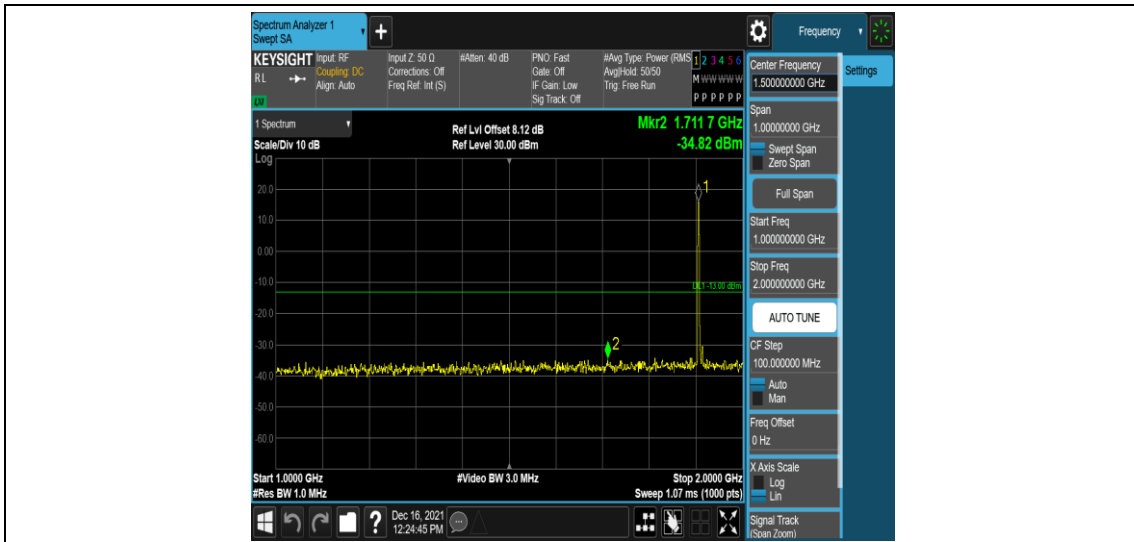 Spectrum Analyzer 1
Swept SA
Frequency
KEYSIGHT
RL
LXI
Input: RF
Coupling: DC
Align: Auto
Input Z: 50 Ω
Corrections: Off
Freq Ref: Int (S)
#Atten: 40 dB
PNO: Fast
Gate: Off
IF Gain: Low
Sig Track: Off
#Avg Type: Power (RMS
Avg|Hold: 50/50
Trig: Free Run
1 2 3 4 5 6
M W W W W W
P P P P P P
1 Spectrum
Scale/Div 10 dB
Log
Ref Lvl Offset 8.12 dB
Ref Level 30.00 dBm
Mkr2 1.711 7 GHz
-34.82 dBm
1
20.0
10.0
0.00
-10.0
DL1 -13.00 dBm
-20.0
-30.0
2
-40.0
-50.0
-60.0
Start 1.0000 GHz
#Res BW 1.0 MHz
#Video BW 3.0 MHz
Stop 2.0000 GHz
Sweep 1.07 ms (1000 pts)
Dec 16, 2021
12:24:45 PM
Center Frequency
1.500000000 GHz
Settings
Span
1.00000000 GHz
Swept Span
Zero Span
Full Span
Start Freq
1.000000000 GHz
Stop Freq
2.000000000 GHz
AUTO TUNE
CF Step
100.000000 MHz
Auto
Man
Freq Offset
0 Hz
X Axis Scale
Log
Lin
Signal Track
(Span Zoom)